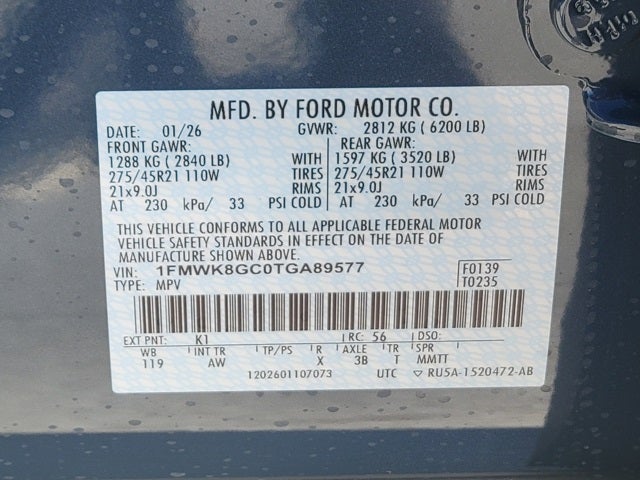 MFD. BY FORD MOTOR CO.
DATE: 01/26 GVWR: 2812 KG ( 6200 LB)
FRONT GAWR: REAR GAWR:
1288 KG ( 2840 LB) WITH 1597 KG ( 3520 LB) WITH
275/45R21 110W TIRES 275/45R21 110W TIRES
21x9.0J RIMS 21x9.0J RIMS
AT 230 kPa/ 33 PSI COLD AT 230 kPa/ 33 PSI COLD
THIS VEHICLE CONFORMS TO ALL APPLICABLE FEDERAL MOTOR
VEHICLE SAFETY STANDARDS IN EFFECT ON THE DATE OF
MANUFACTURE SHOWN ABOVE.
VIN: 1FMWK8GC0TGA89577 F0139
TYPE: MPV T0235
EXT PNT: K1 RC: 56 DSO:
WB INT TR TP/PS R AXLE TR SPR
119 AW X 3B T MMTT
1202601107073 UTC ▽ RU5A-1520472-AB